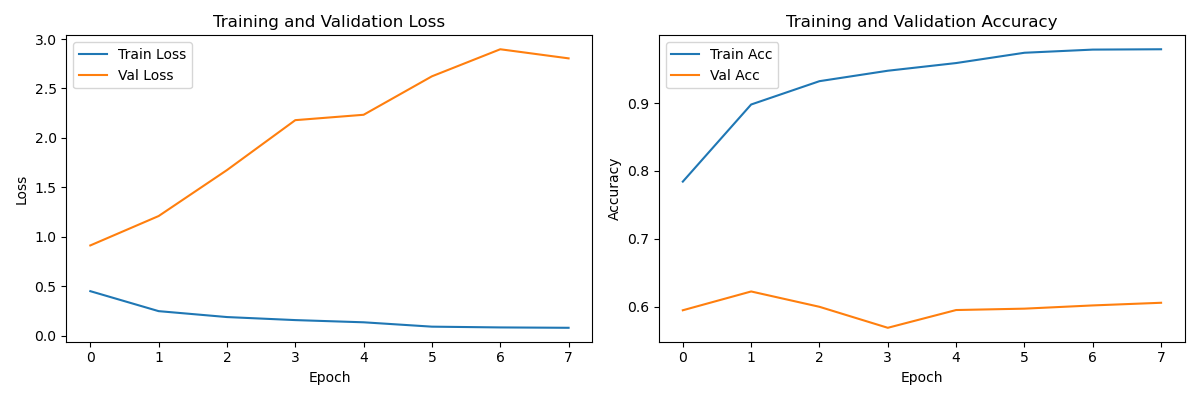 Training and Validation Loss
Train Loss
Val Loss
3.0
2.5
2.0
1.5
1.0
0.5
0.0
Loss
0 1 2 3 4 5 6 7
Epoch
Training and Validation Accuracy
Train Acc
Val Acc
0.9
0.8
0.7
0.6
Accuracy
0 1 2 3 4 5 6 7
Epoch